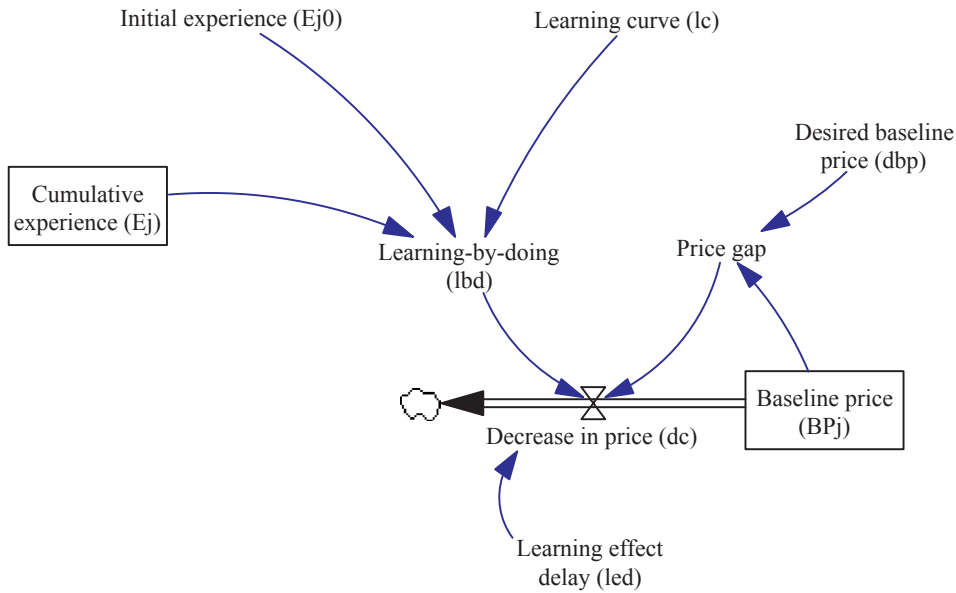 Initial experience (Ej0)
Learning curve (lc)
Desired baseline
price (dbp)
Cumulative
experience (Ej)
Learning-by-doing
(lbd)
Price gap
Baseline price
(BPj)
Decrease in price (dc)
Learning effect
delay (led)